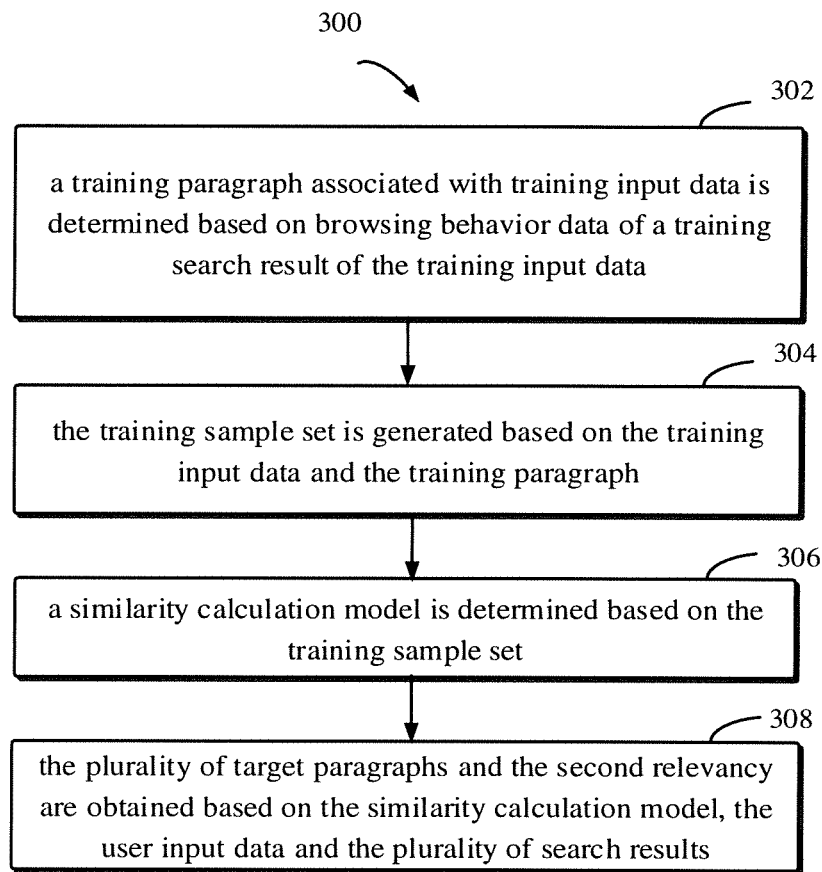 300
302
a training paragraph associated with training input data is
determined based on browsing behavior data of a training
search result of the training input data
304
the training sample set is generated based on the training
input data and the training paragraph
306
a similarity calculation model is determined based on the
training sample set
308
the plurality of target paragraphs and the second relevancy
are obtained based on the similarity calculation model, the
user input data and the plurality of search results